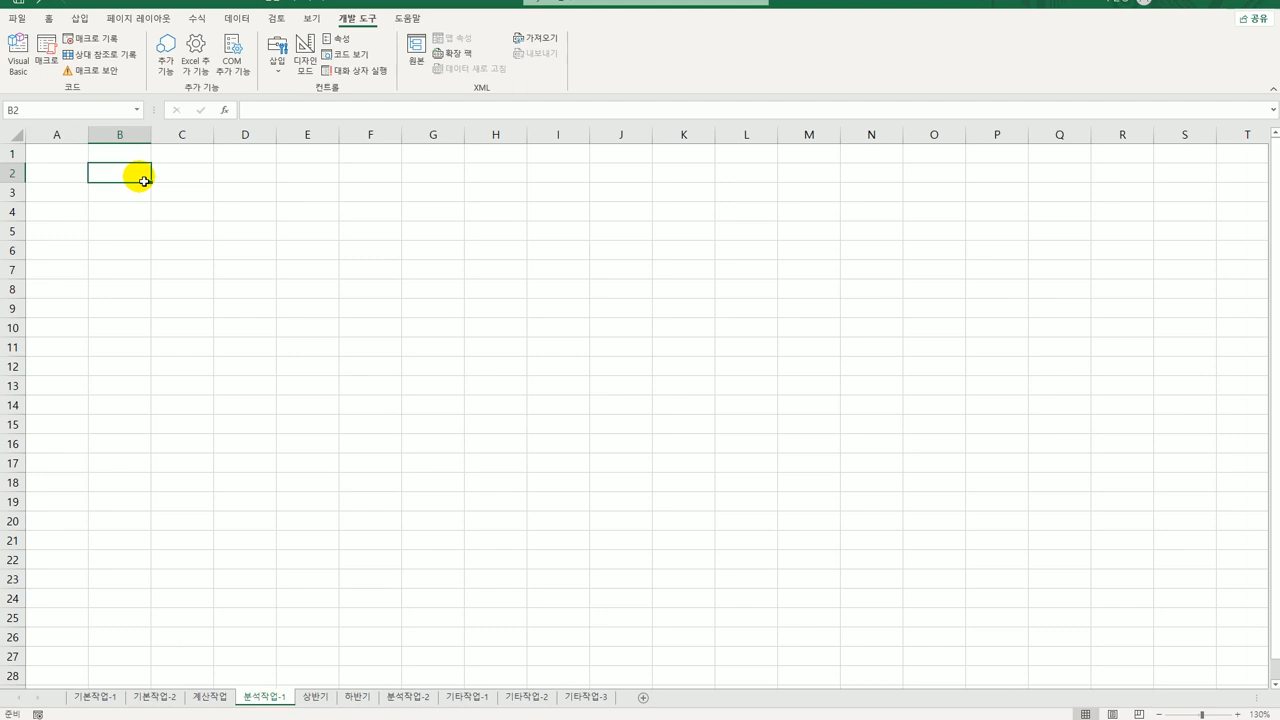 파일 홈 삽입 페이지 레이아웃 수식 데이터 검토 보기 개발 도구 도움말 공유
Visual Basic 매크로 매크로 기록 상대 참조로 기록 매크로 보안
코드
추가 기능 Excel 추가 기능 COM 추가 기능
추가 기능
삽입 디자인 모드 속성 코드 보기 대화 상자 실행
컨트롤
원본 맵 속성 확장 팩 데이터 새로 고침 가져오기 내보내기
XML
B2 fx
A B C D E F G H I J K L M N O P Q R S T
1
2
3
4
5
6
7
8
9
10
11
12
13
14
15
16
17
18
19
20
21
22
23
24
25
26
27
28
기본작업-1 기본작업-2 계산작업 분석작업-1 상반기 하반기 분석작업-2 기타작업-1 기타작업-2 기타작업-3
준비 130%